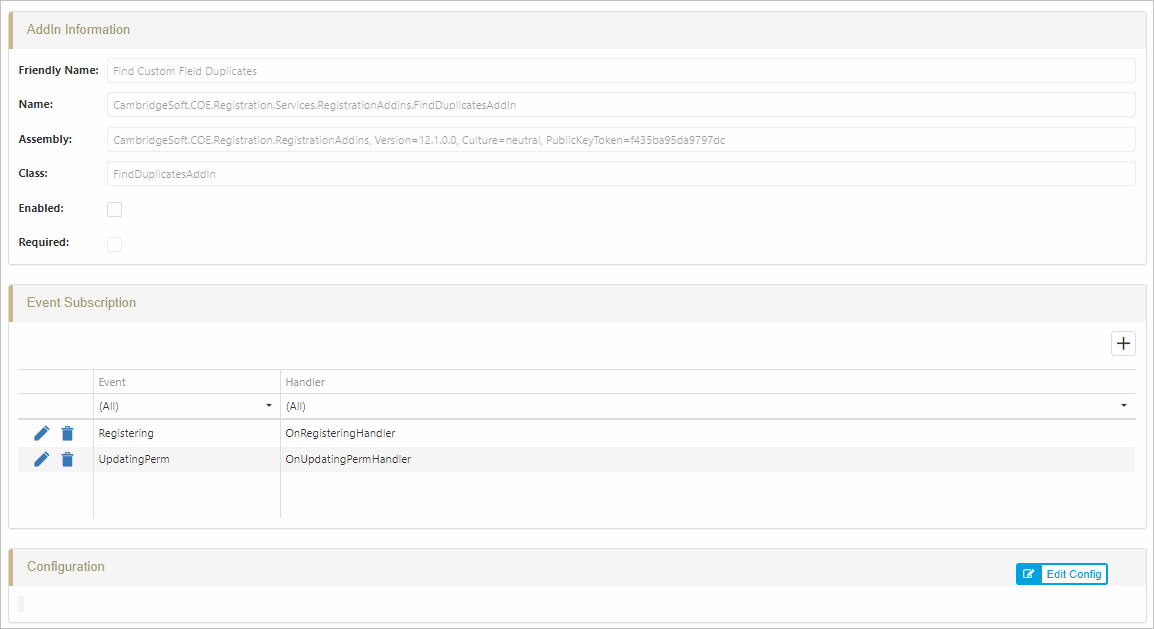 AddIn Information
Friendly Name: Find Custom Field Duplicates
Name: CambridgeSoft.COE.Registration.Services.RegistrationAddins.FindDuplicatesAddIn
Assembly: CambridgeSoft.COE.Registration.RegistrationAddins, Version=12.1.0.0, Culture=neutral, PublicKeyToken=f435ba95da9797dc
Class: FindDuplicatesAddIn
Enabled:
Required:
Event Subscription
Event Handler
(All) (All)
Registering OnRegisteringHandler
UpdatingPerm OnUpdatingPermHandler
Configuration Edit Config